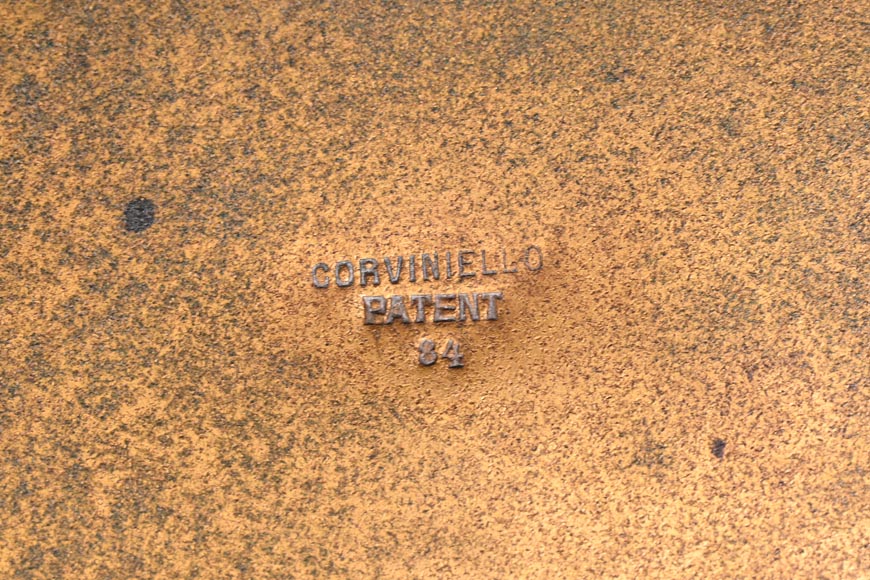 CORVINIELLO
PATENT
84